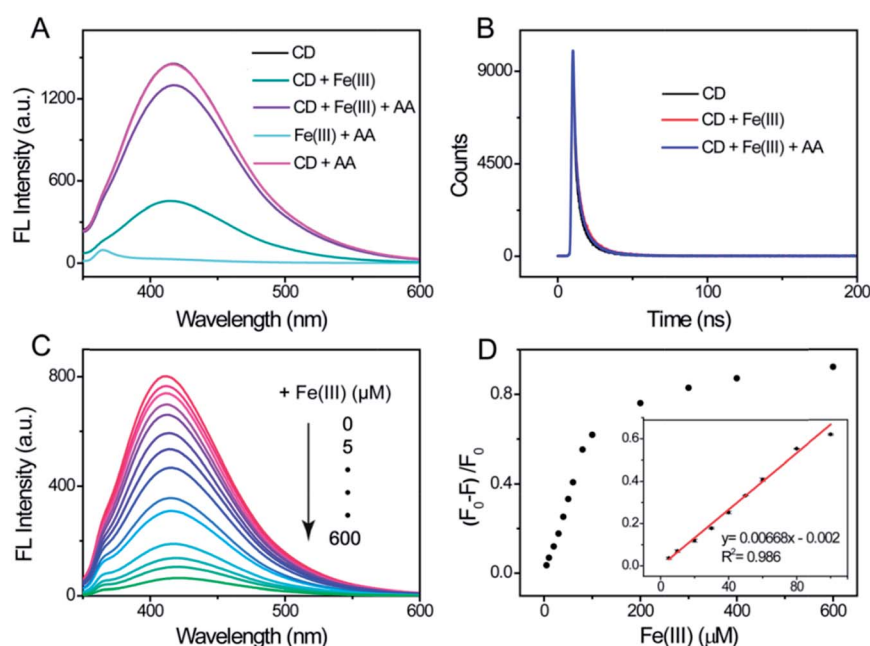 A
FL Intensity (a.u.)
1200
600
0
400
500
600
Wavelength (nm)
CD
CD + Fe(III)
CD + Fe(III) + AA
Fe(III) + AA
CD + AA
B
Counts
9000
4500
0
0
100
200
Time (ns)
CD
CD + Fe(III)
CD + Fe(III) + AA
C
FL Intensity (a.u.)
800
400
0
400
500
600
Wavelength (nm)
+ Fe(III) (μM)
0
5
600
D
(F₀-F) /F₀
0.8
0.4
0.0
0
200
400
600
Fe(III) (μM)
0.6
0.4
0.2
0.0
0
40
80
y= 0.00668x - 0.002
R²= 0.986